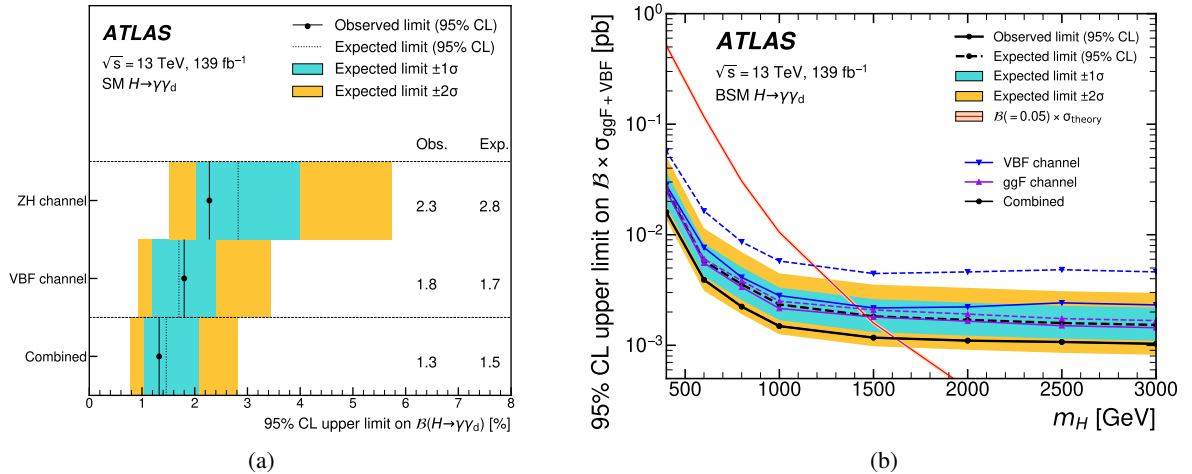 ATLAS
√s = 13 TeV, 139 fb⁻¹
SM H→γγd
Observed limit (95% CL)
Expected limit (95% CL)
Expected limit ±1σ
Expected limit ±2σ
Obs. Exp.
ZH channel 2.3 2.8
VBF channel 1.8 1.7
Combined 1.3 1.5
0 1 2 3 4 5 6 7 8
95% CL upper limit on ℬ(H→γγd) [%]
(a)
95% CL upper limit on ℬ × σggF + VBF [pb]
10⁰
10⁻¹
10⁻²
10⁻³
ATLAS
√s = 13 TeV, 139 fb⁻¹
BSM H→γγd
Observed limit (95% CL)
Expected limit (95% CL)
Expected limit ±1σ
Expected limit ±2σ
ℬ(= 0.05) × σtheory
VBF channel
ggF channel
Combined
500 1000 1500 2000 2500 3000
mH [GeV]
(b)